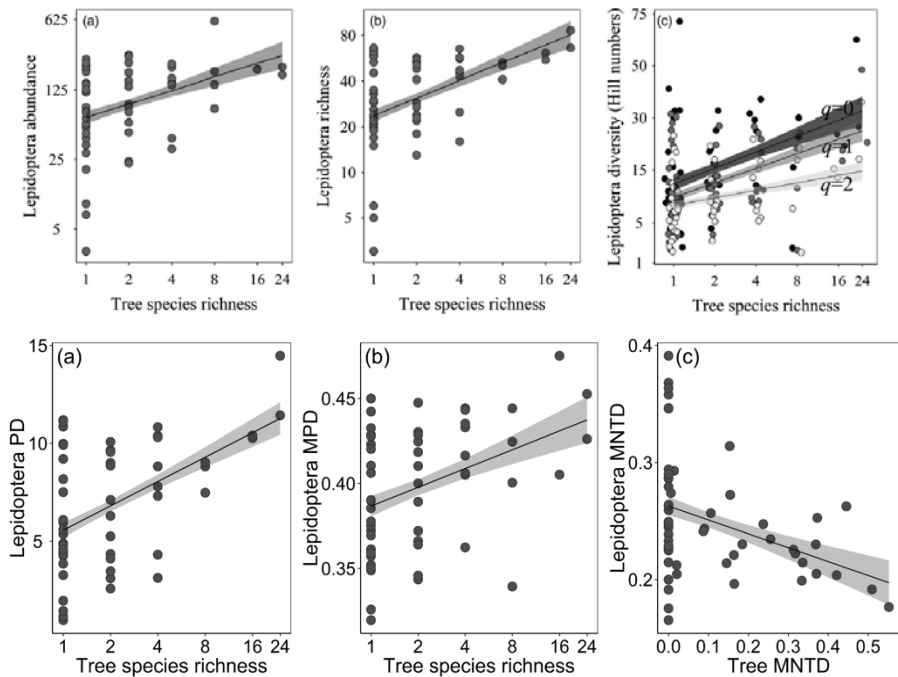 (a)
Lepidoptera abundance
625
125
25
5
1
2
4
8
16
24
Tree species richness
(b)
Lepidoptera richness
80
40
20
10
5
1
2
4
8
16
24
Tree species richness
(c)
Lepidoptera diversity (Hill numbers)
75
50
30
15
5
1
q=0
q=1
q=2
1
2
4
8
16
24
Tree species richness
(a)
Lepidoptera PD
15
10
5
1
2
4
8
16
24
Tree species richness
(b)
Lepidoptera MPD
0.45
0.40
0.35
1
2
4
8
16
24
Tree species richness
(c)
Lepidoptera MNTD
0.4
0.3
0.2
0.0
0.1
0.2
0.3
0.4
0.5
Tree MNTD